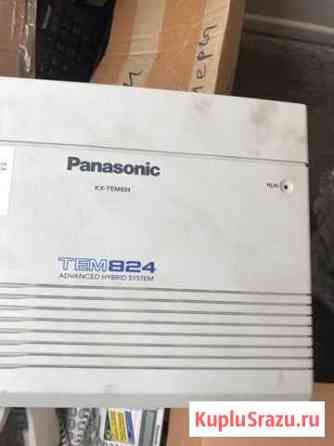 Panasonic
KX-TEM824
RUN
TEM824
ADVANCED HYBRID SYSTEM
KupluSrazu.ru